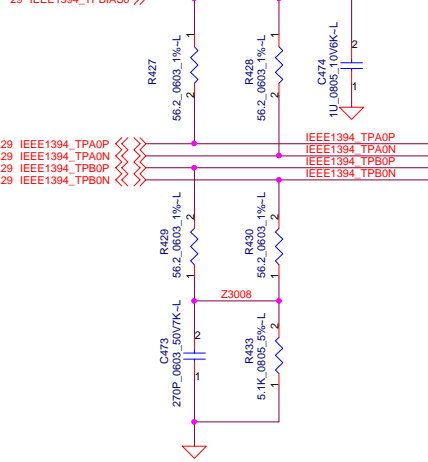 29 IEEE1394_TPBIAS0
1
1
2
R427
56.2_0603_1%~L
R428
56.2_0603_1%~L
C474
1U_0805_10V6K~L
2
2
1
29 IEEE1394_TPA0P
IEEE1394_TPA0P
29 IEEE1394_TPA0N
IEEE1394_TPA0N
29 IEEE1394_TPB0P
IEEE1394_TPB0P
29 IEEE1394_TPB0N
IEEE1394_TPB0N
2
2
R429
56.2_0603_1%~L
R430
56.2_0603_1%~L
1
1
Z3008
2
2
C473
270P_0603_50V7K~L
R433
5.1K_0805_5%~L
1
1